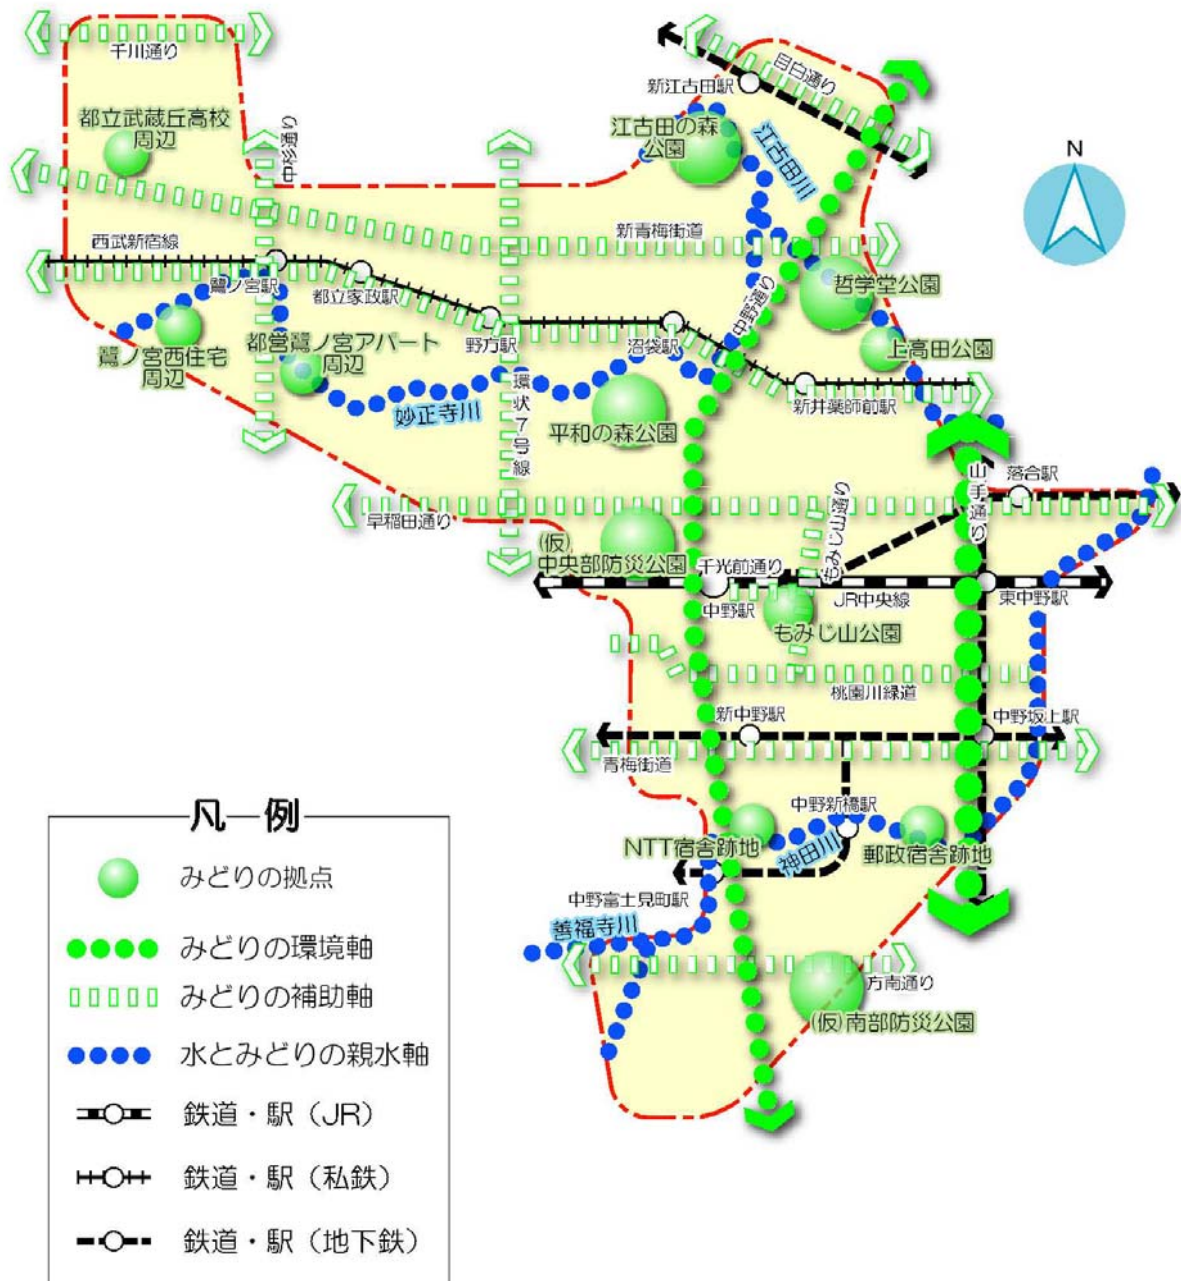 千川通り
目白通り
新江古田駅
都立武蔵丘高校
周辺
中杉通り
江古田の森
公園
江古田川
N
西武新宿線
新青梅街道
鷺ノ宮駅
都立家政駅
中野通り
哲学堂公園
鷺ノ宮西住宅
周辺
都営鷺ノ宮アパート
周辺
野方駅
沼袋駅
上高田公園
妙正寺川
環状7号線
平和の森公園
新井薬師前駅
山手通り
落合駅
早稲田通り
もみじ山通り
(仮)
中央部防災公園
千光前通り
中野駅
JR中央線
東中野駅
もみじ山公園
桃園川緑道
新中野駅
中野坂上駅
青梅街道
中野新橋駅
NTT宿舎跡地
神田川
郵政宿舎跡地
中野富士見町駅
善福寺川
方南通り
(仮)南部防災公園
凡例
みどりの拠点
みどりの環境軸
みどりの補助軸
水とみどりの親水軸
鉄道・駅（JR）
鉄道・駅（私鉄）
鉄道・駅（地下鉄）